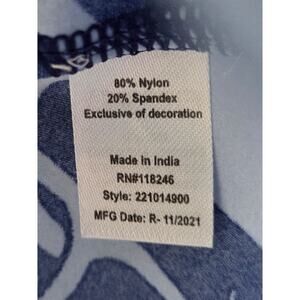 80% Nylon
20% Spandex
Exclusive of decoration
Made in India
RN#118246
Style: 221014900
MFG Date: R- 11/2021